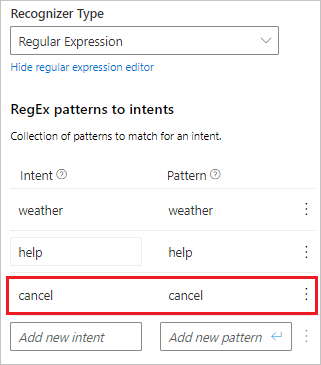 Recognizer Type
Regular Expression
Hide regular expression editor
RegEx patterns to intents
Collection of patterns to match for an intent.
Intent ? Pattern ?
weather weather
help help
cancel cancel
Add new intent Add new pattern